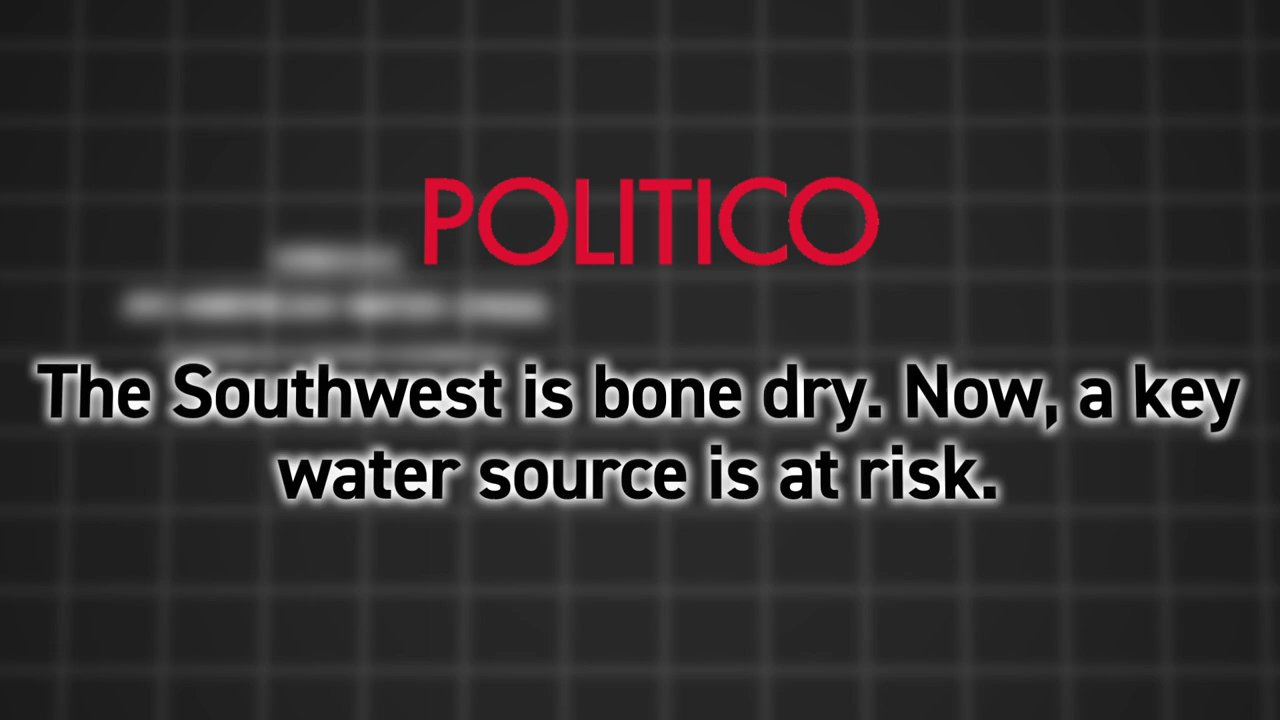 POLITICO
The Southwest is bone dry. Now, a key
water source is at risk.